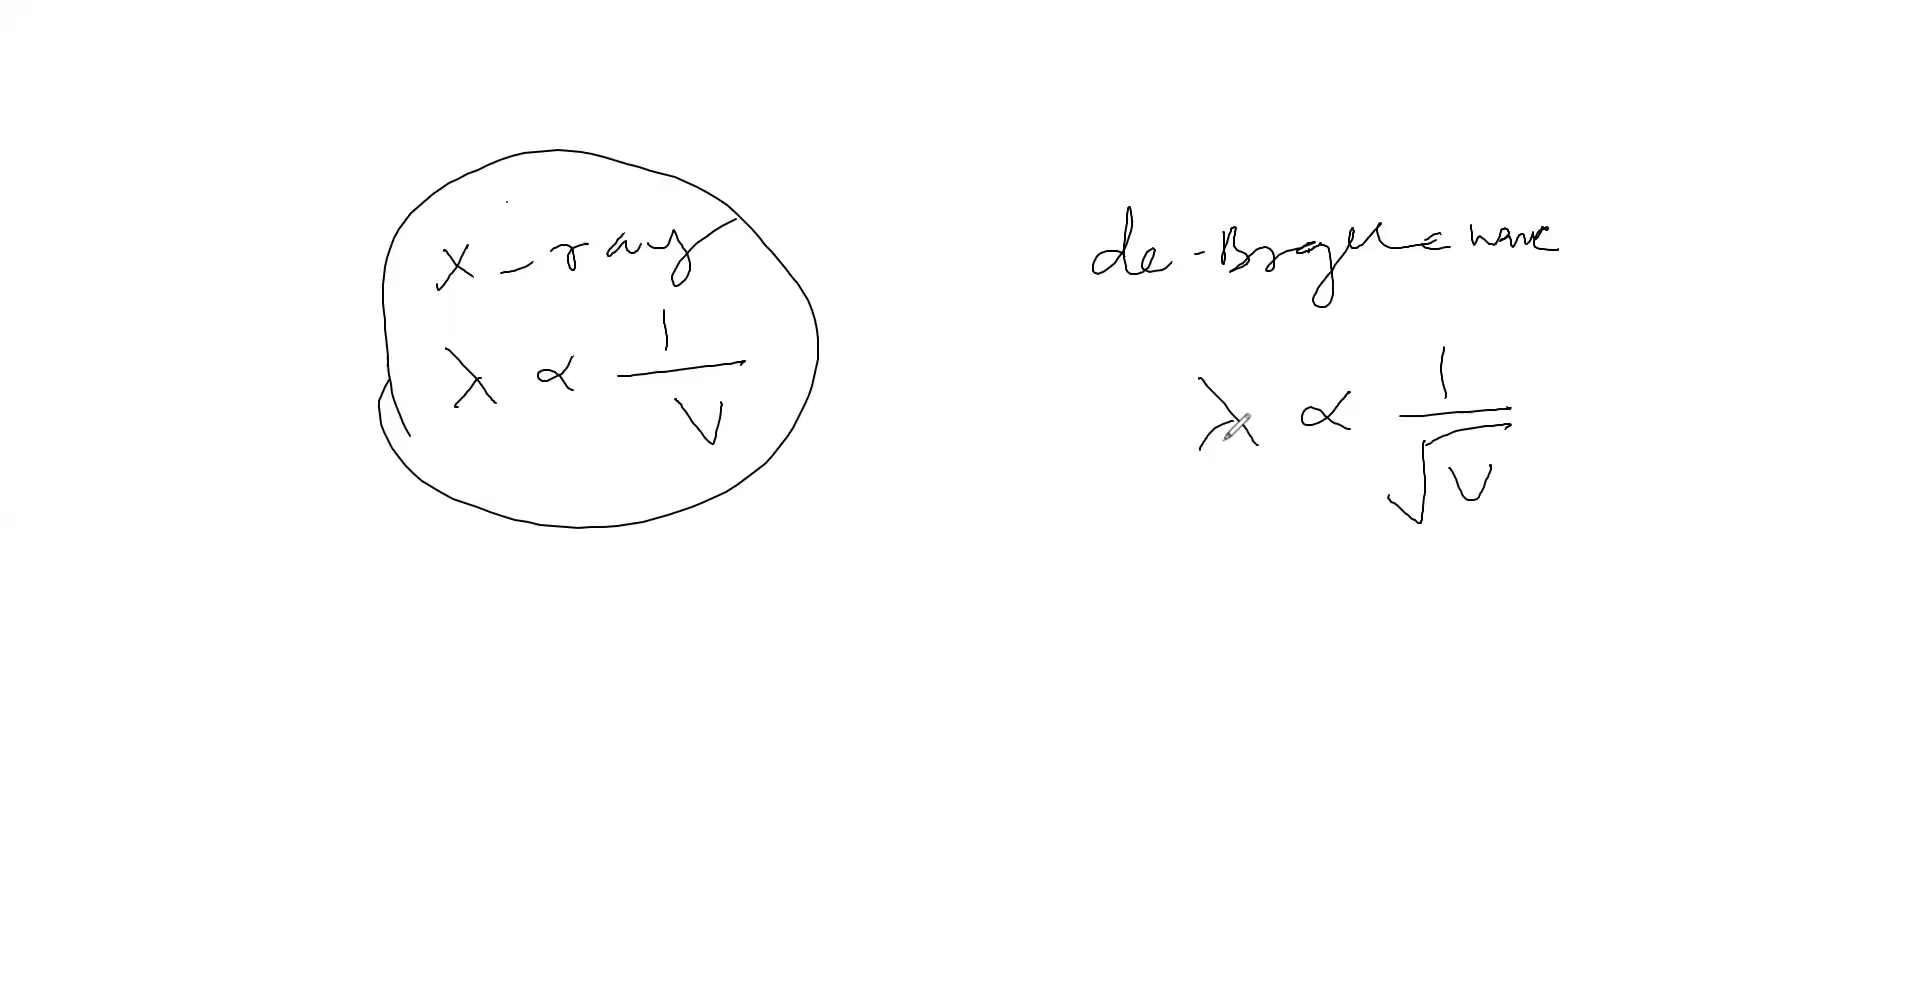 x-ray
λ ∝ 1/V
de-Broglie wave
λ ∝ 1/√V